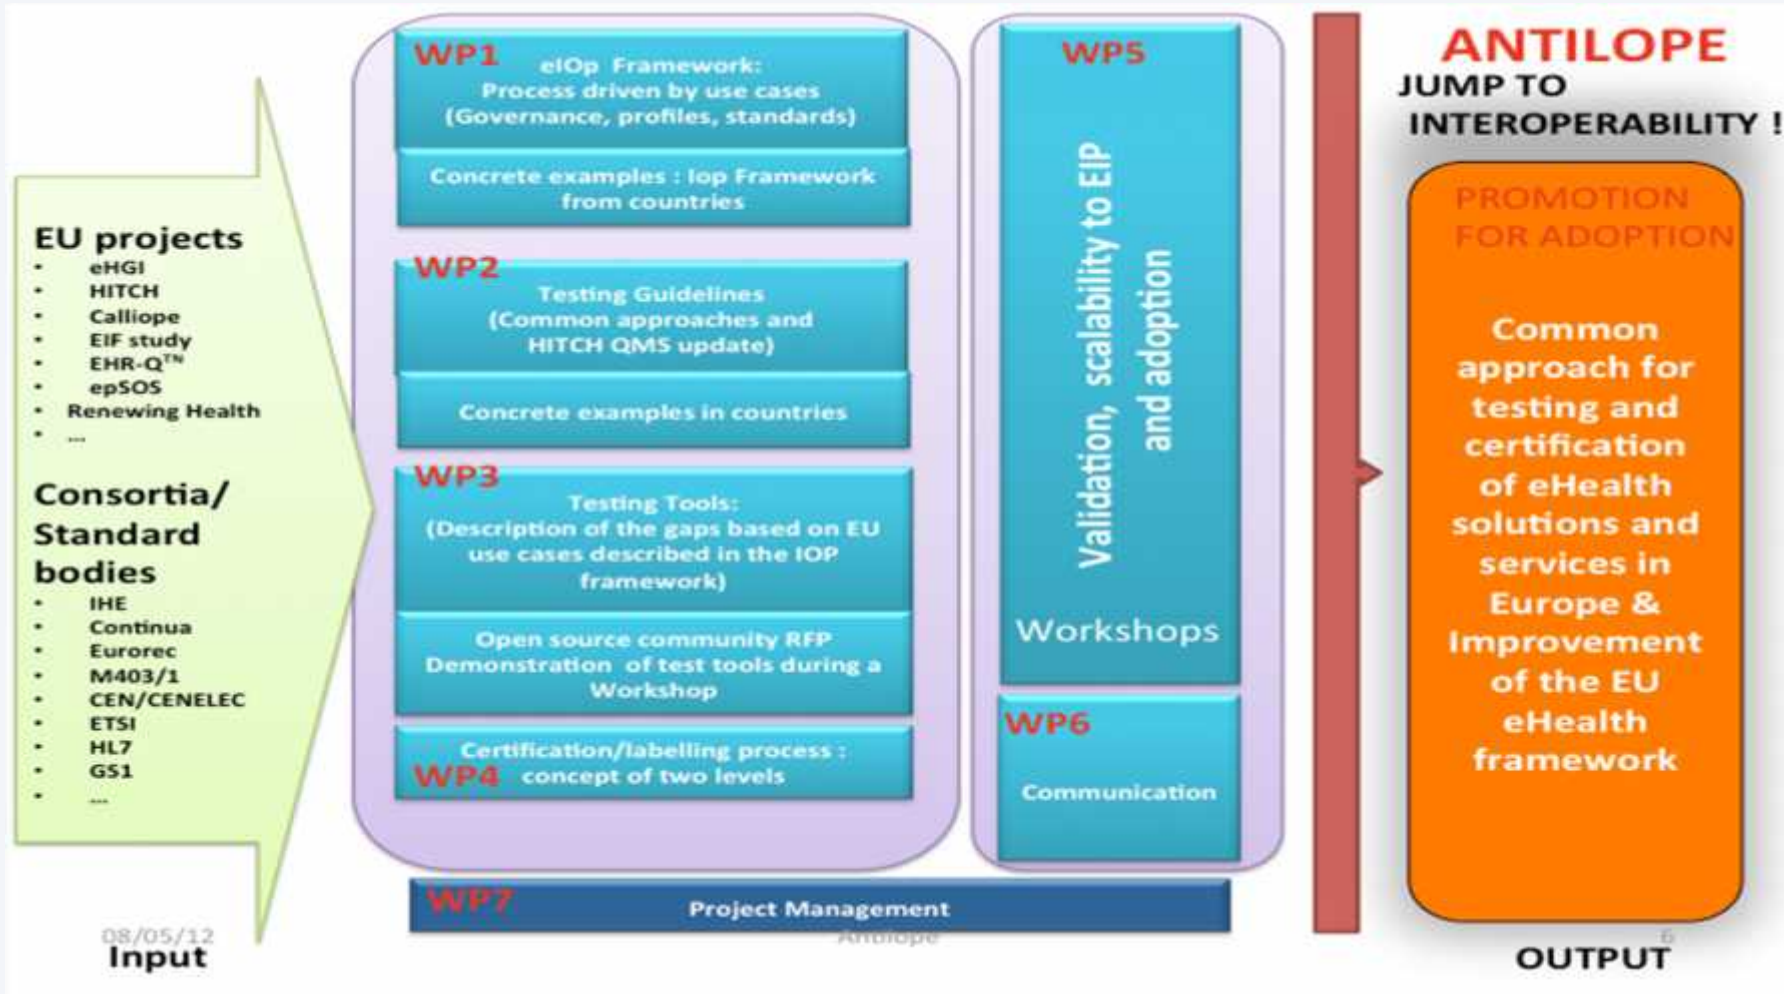 EU projects
• eHGI
• HITCH
• Calliope
• EIF study
• EHR-Qᵀᴺ
• epSOS
• Renewing Health
• ...
Consortia/
Standard
bodies
• IHE
• Continua
• Eurorec
• M403/1
• CEN/CENELEC
• ETSI
• HL7
• GS1
• ...
08/05/12
Input
WP1
eIOp Framework:
Process driven by use cases
(Governance, profiles, standards)
Concrete examples : Iop Framework
from countries
WP2
Testing Guidelines
(Common approaches and
HITCH QMS update)
Concrete examples in countries
WP3
Testing Tools:
(Description of the gaps based on EU
use cases described in the IOP
framework)
Open source community RFP
Demonstration of test tools during a
Workshop
Certification/labelling process :
WP4 concept of two levels
WP5
Validation, scalability to EIP
and adoption
Workshops
WP6
Communication
WP7
Project Management
Antilope
ANTILOPE
JUMP TO
INTEROPERABILITY !
PROMOTION
FOR ADOPTION
Common
approach for
testing and
certification
of eHealth
solutions and
services in
Europe &
Improvement
of the EU
eHealth
framework
6
OUTPUT